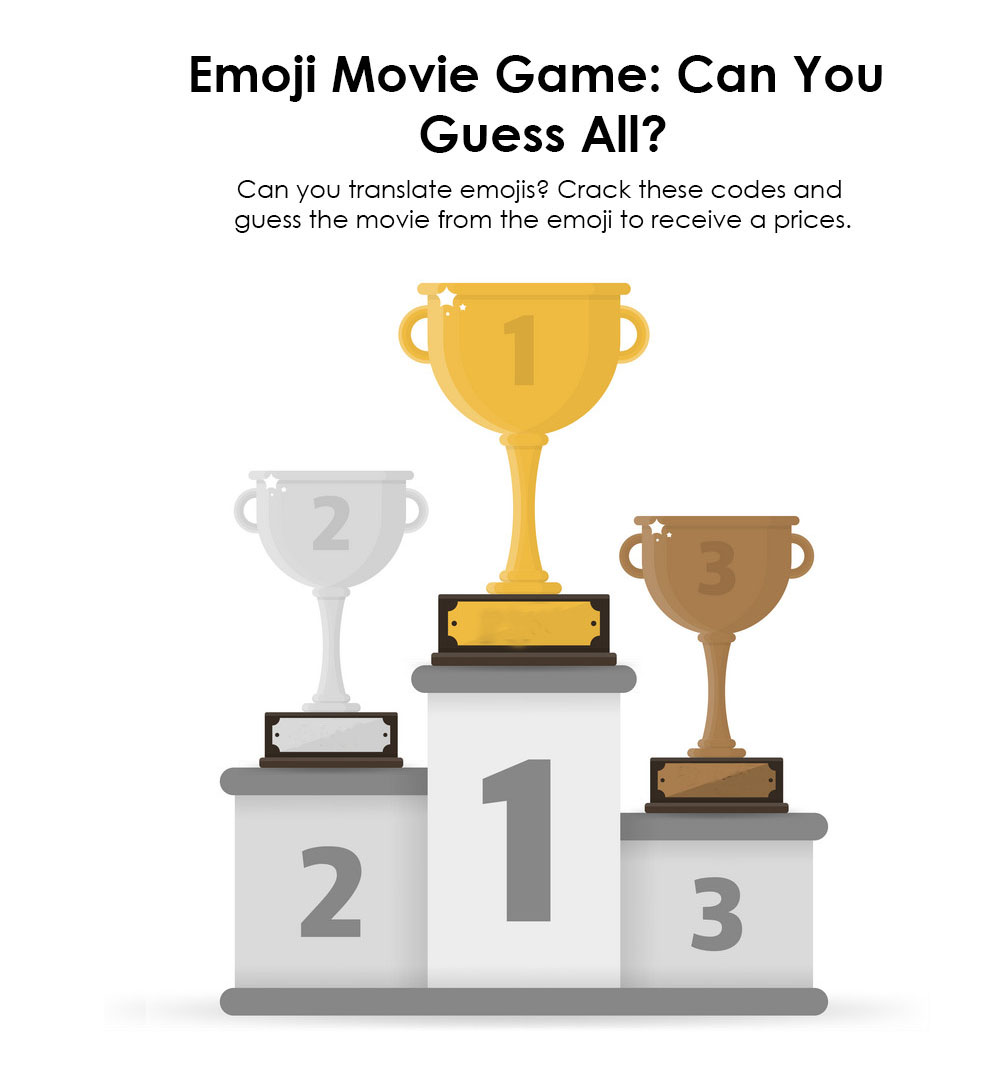 Emoji Movie Game: Can You
Guess All?
Can you translate emojis? Crack these codes and
guess the movie from the emoji to receive a prices.
1
2
3
1
2
3